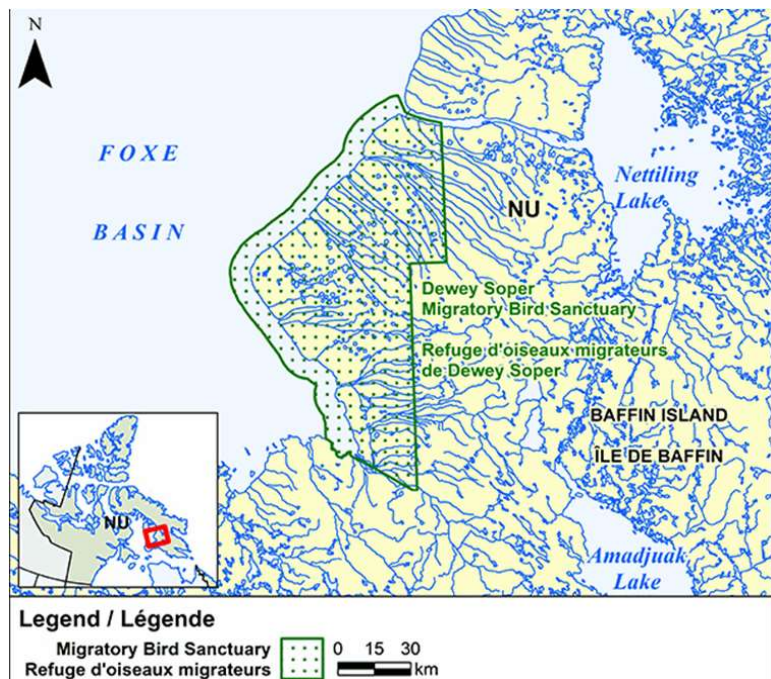 N
FOXE
BASIN
Nettiling
Lake
NU
Dewey Soper
Migratory Bird Sanctuary
Refuge d'oiseaux migrateurs
de Dewey Soper
BAFFIN ISLAND
ÎLE DE BAFFIN
NU
Amadjuak
Lake
Legend / Légende
Migratory Bird Sanctuary
Refuge d'oiseaux migrateurs
0 15 30
km